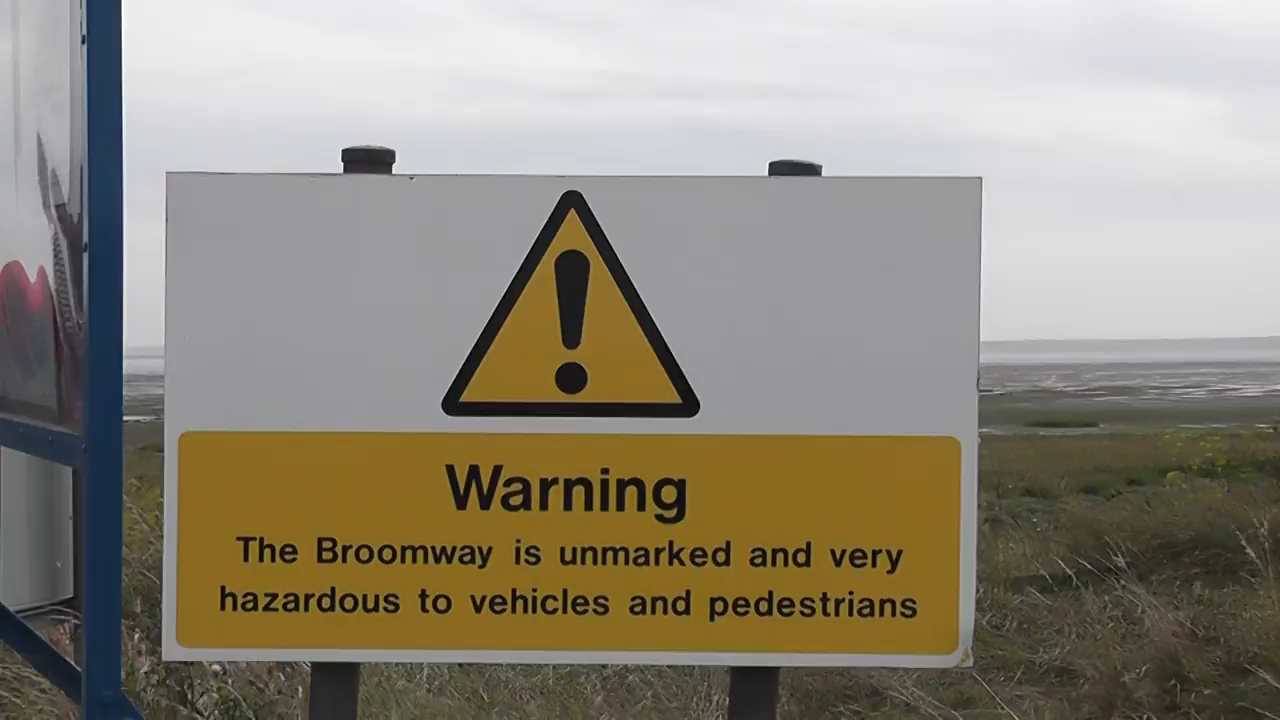 Warning
The Broomway is unmarked and very
hazardous to vehicles and pedestrians